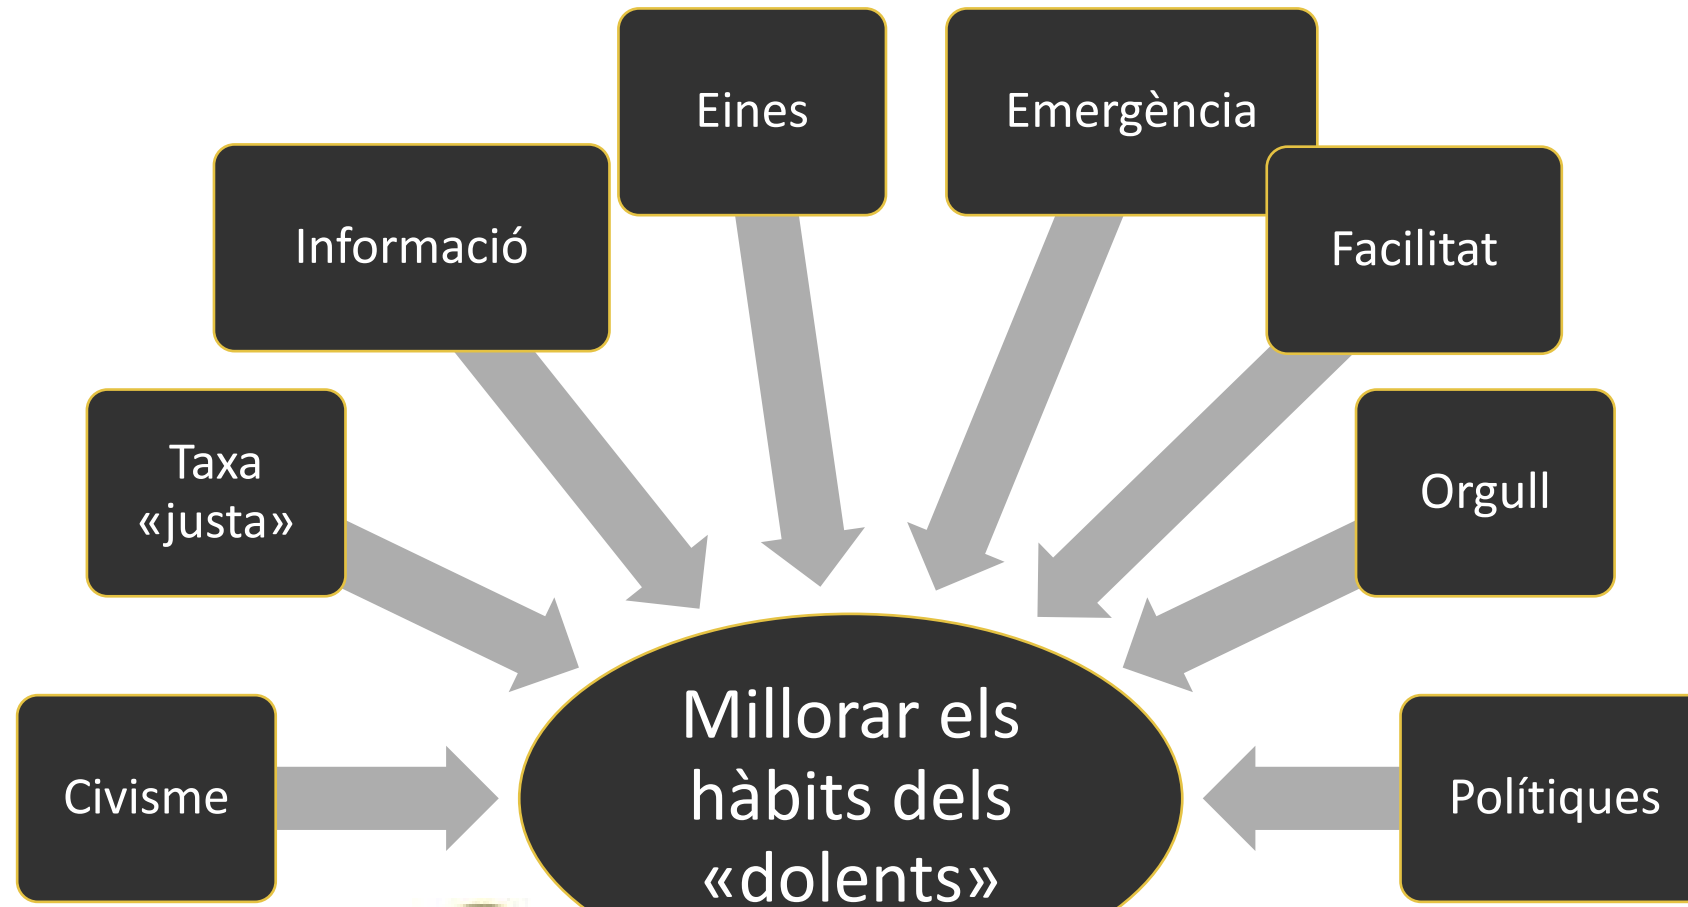 Eines
Emergència
Informació
Facilitat
Taxa
«justa»
Orgull
Civisme
Millorar els
hàbits dels
«dolents»
Polítiques